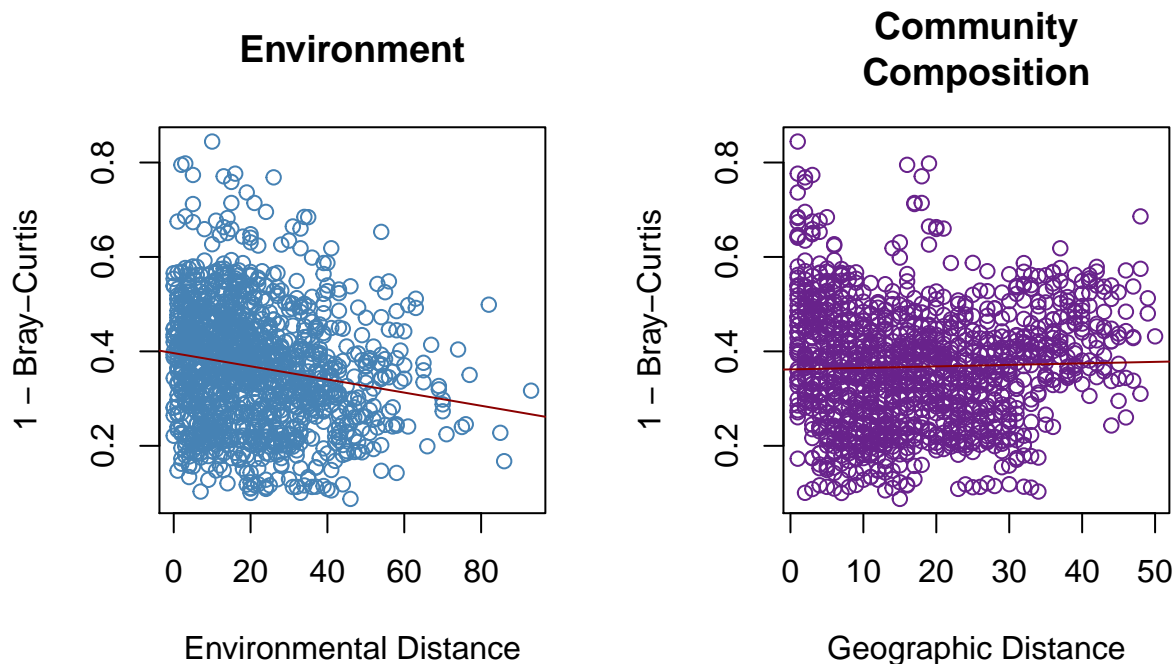 Environment
1 − Bray−Curtis
0.2 0.4 0.6 0.8
0 20 40 60 80
Environmental Distance
Community
Composition
1 − Bray−Curtis
0.2 0.4 0.6 0.8
0 10 20 30 40 50
Geographic Distance